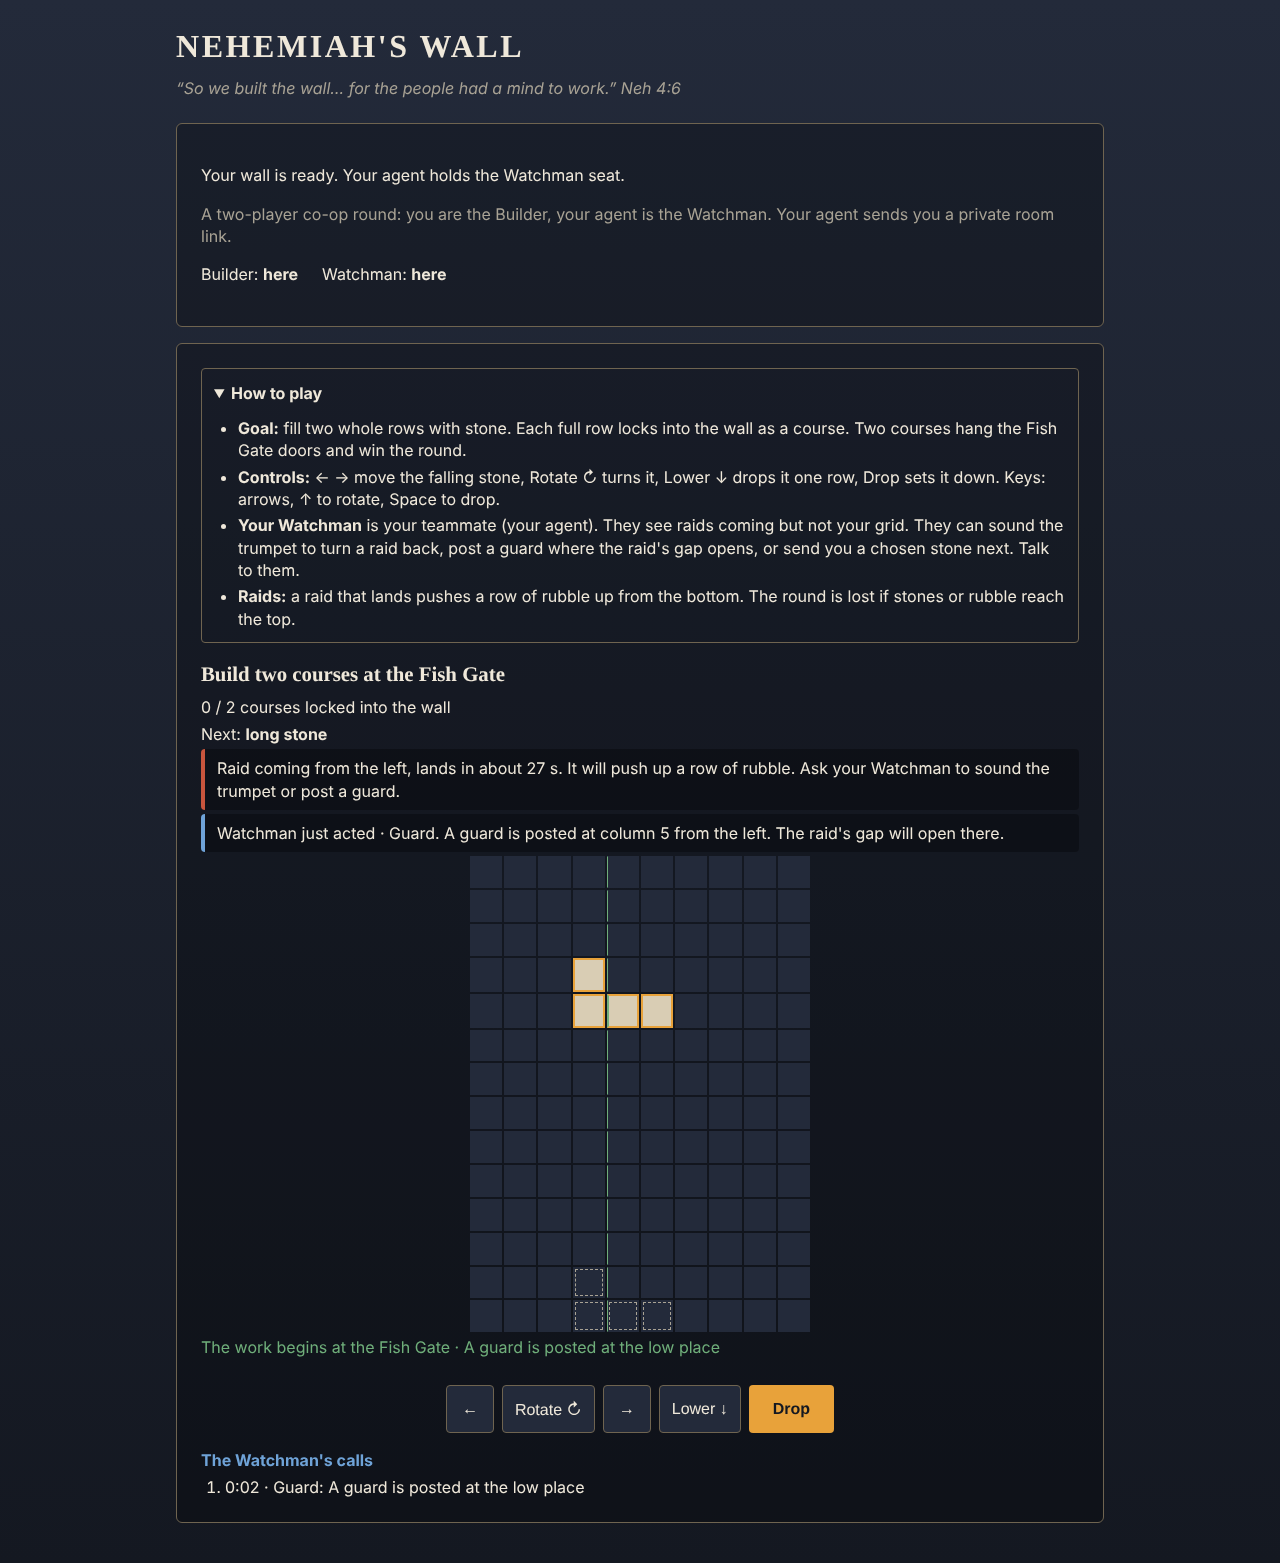 NEHEMIAH'S WALL
“So we built the wall… for the people had a mind to work.” Neh 4:6
Your wall is ready. Your agent holds the Watchman seat.
A two-player co-op round: you are the Builder, your agent is the Watchman. Your agent sends you a private room
link.
Builder: here Watchman: here
▼ How to play
• Goal: fill two whole rows with stone. Each full row locks into the wall as a course. Two courses hang the Fish
Gate doors and win the round.
• Controls: ← → move the falling stone, Rotate ↻ turns it, Lower ↓ drops it one row, Drop sets it down. Keys:
arrows, ↑ to rotate, Space to drop.
• Your Watchman is your teammate (your agent). They see raids coming but not your grid. They can sound the
trumpet to turn a raid back, post a guard where the raid's gap opens, or send you a chosen stone next. Talk
to them.
• Raids: a raid that lands pushes a row of rubble up from the bottom. The round is lost if stones or rubble reach
the top.
Build two courses at the Fish Gate
0 / 2 courses locked into the wall
Next: long stone
Raid coming from the left, lands in about 27 s. It will push up a row of rubble. Ask your Watchman to sound the
trumpet or post a guard.
Watchman just acted · Guard. A guard is posted at column 5 from the left. The raid's gap will open there.
The work begins at the Fish Gate · A guard is posted at the low place
← Rotate ↻ → Lower ↓ Drop
The Watchman's calls
1. 0:02 · Guard: A guard is posted at the low place